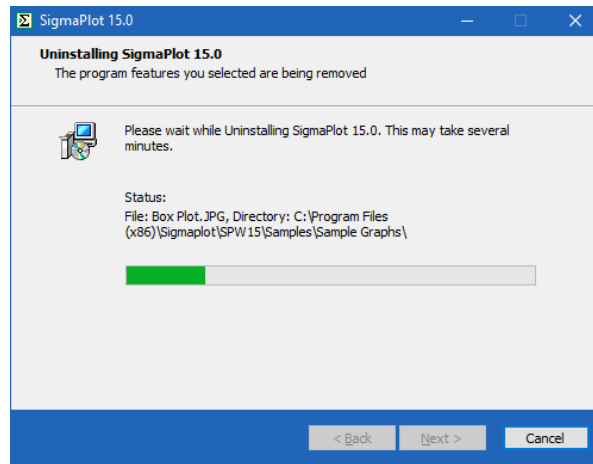 SigmaPlot 15.0
Uninstalling SigmaPlot 15.0
The program features you selected are being removed
Please wait while Uninstalling SigmaPlot 15.0. This may take several
minutes.
Status:
File: Box Plot.JPG, Directory: C:\Program Files
(x86)\Sigmaplot\SPW15\Samples\Sample Graphs\
< Back Next > Cancel